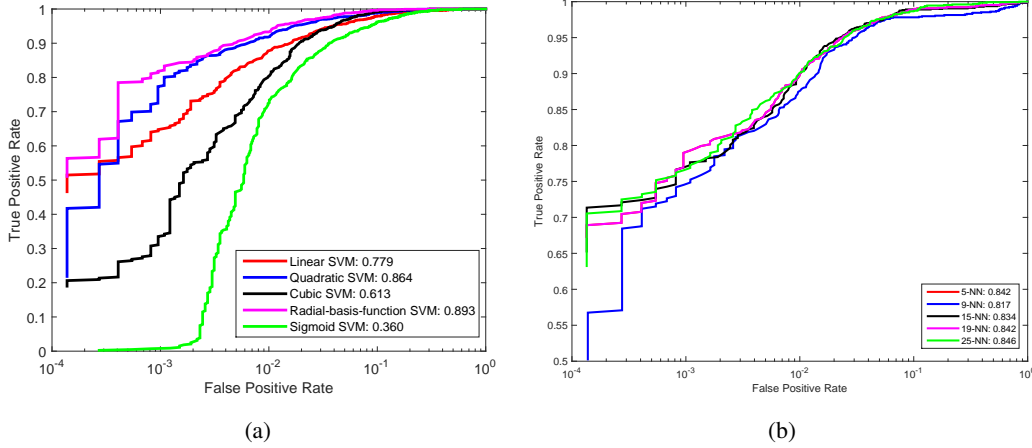 1
0.9
0.8
0.7
0.6
0.5
0.4
0.3
0.2
0.1
0
True Positive Rate
Linear SVM: 0.779
Quadratic SVM: 0.864
Cubic SVM: 0.613
Radial-basis-function SVM: 0.893
Sigmoid SVM: 0.360
10⁻⁴ 10⁻³ 10⁻² 10⁻¹ 10⁰
False Positive Rate
(a)
1
0.95
0.9
0.85
0.8
0.75
0.7
0.65
0.6
0.55
0.5
True Positive Rate
5-NN: 0.842
9-NN: 0.817
15-NN: 0.834
19-NN: 0.842
25-NN: 0.846
10⁻⁴ 10⁻³ 10⁻² 10⁻¹ 10⁰
False Positive Rate
(b)